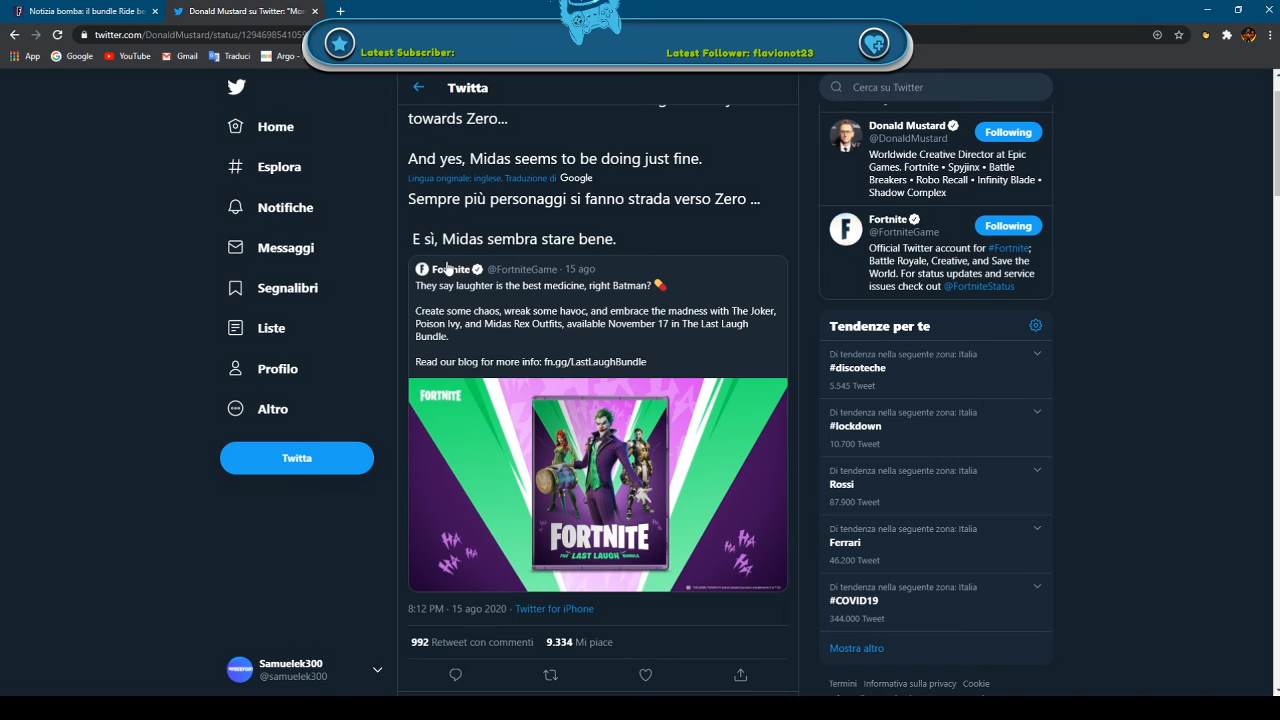 Notizia bomba: il bundle Ride be
Donald Mustard su Twitter: "Mor
twitter.com/DonaldMustard/status/1294698541059
Latest Subscriber:
Latest Follower: flavionot23
App
Google
YouTube
Gmail
Traduci
Argo -
Home
Esplora
Notifiche
Messaggi
Segnalibri
Liste
Profilo
Altro
Twitta
Samuelek300
@samuelek300
Twitta
towards Zero...
And yes, Midas seems to be doing just fine.
Lingua originale: inglese, Traduzione di Google
Sempre più personaggi si fanno strada verso Zero ...
E sì, Midas sembra stare bene.
Fortnite @FortniteGame · 15 ago
They say laughter is the best medicine, right Batman? 💊
Create some chaos, wreak some havoc, and embrace the madness with The Joker,
Poison Ivy, and Midas Rex Outfits, available November 17 in The Last Laugh
Bundle.
Read our blog for more info: fn.gg/LastLaughBundle
FORTNITE
FORTNITE
THE LAST LAUGH BUNDLE
HA HA HA
HA HA HA
8:12 PM · 15 ago 2020 · Twitter for iPhone
992 Retweet con commenti 9.334 Mi piace
Cerca su Twitter
Donald Mustard
@DonaldMustard
Following
Worldwide Creative Director at Epic
Games. Fortnite • Spyjinx • Battle
Breakers • Robo Recall • Infinity Blade •
Shadow Complex
Fortnite
@FortniteGame
Following
Official Twitter account for #Fortnite;
Battle Royale, Creative, and Save the
World. For status updates and service
issues check out @FortniteStatus
Tendenze per te
Di tendenza nella seguente zona: Italia
#discoteche
5.545 Tweet
Di tendenza nella seguente zona: Italia
#lockdown
10.700 Tweet
Di tendenza nella seguente zona: Italia
Rossi
87.900 Tweet
Di tendenza nella seguente zona: Italia
Ferrari
46.200 Tweet
Di tendenza nella seguente zona: Italia
#COVID19
344.000 Tweet
Mostra altro
Termini Informativa sulla privacy Cookie